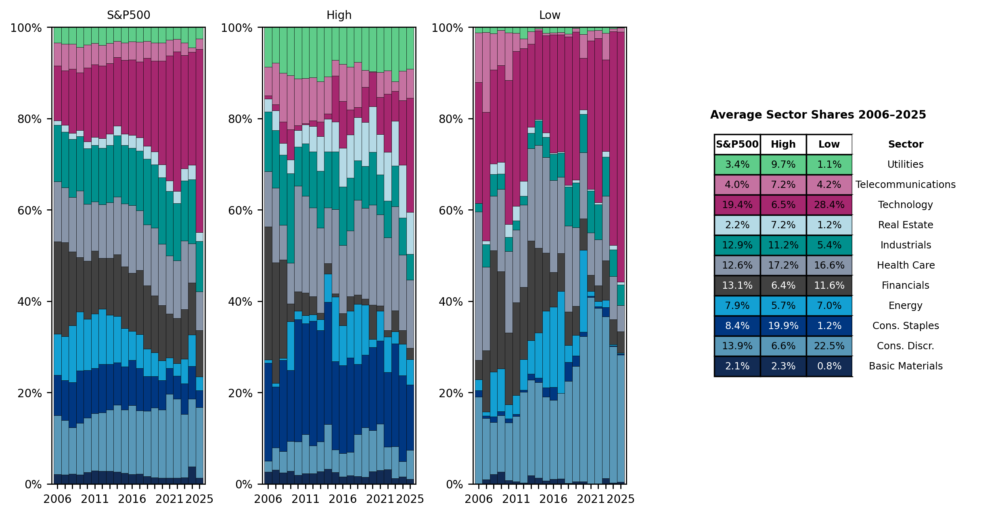 S&P500
High
Low
100%
80%
60%
40%
20%
0%
2006 2011 2016 2021 2025
100%
80%
60%
40%
20%
0%
2006 2011 2016 2021 2025
100%
80%
60%
40%
20%
0%
2006 2011 2016 2021 2025
Average Sector Shares 2006–2025
S&P500 High Low Sector
3.4% 9.7% 1.1% Utilities
4.0% 7.2% 4.2% Telecommunications
19.4% 6.5% 28.4% Technology
2.2% 7.2% 1.2% Real Estate
12.9% 11.2% 5.4% Industrials
12.6% 17.2% 16.6% Health Care
13.1% 6.4% 11.6% Financials
7.9% 5.7% 7.0% Energy
8.4% 19.9% 1.2% Cons. Staples
13.9% 6.6% 22.5% Cons. Discr.
2.1% 2.3% 0.8% Basic Materials